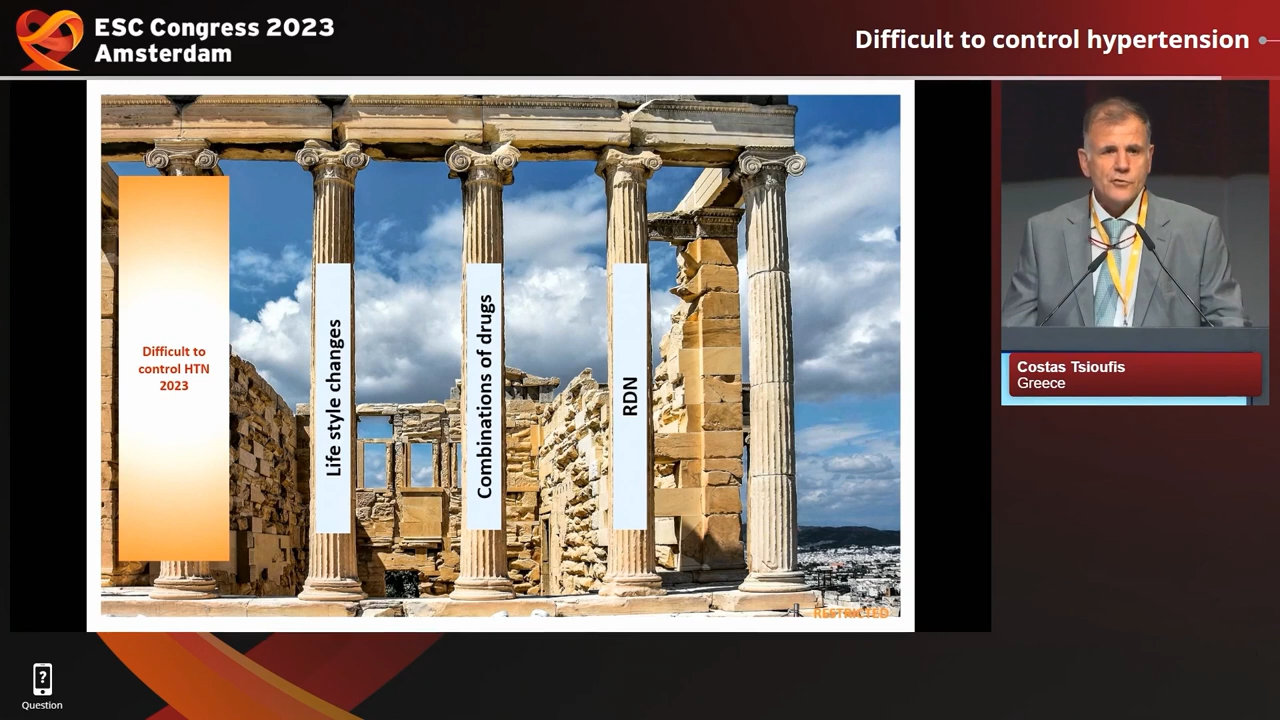 ESC Congress 2023
Amsterdam
Difficult to control hypertension
Difficult to
control HTN
2023
Life style changes
Combinations of drugs
RDN
RESTRICTED
Costas Tsioufis
Greece
?
Question